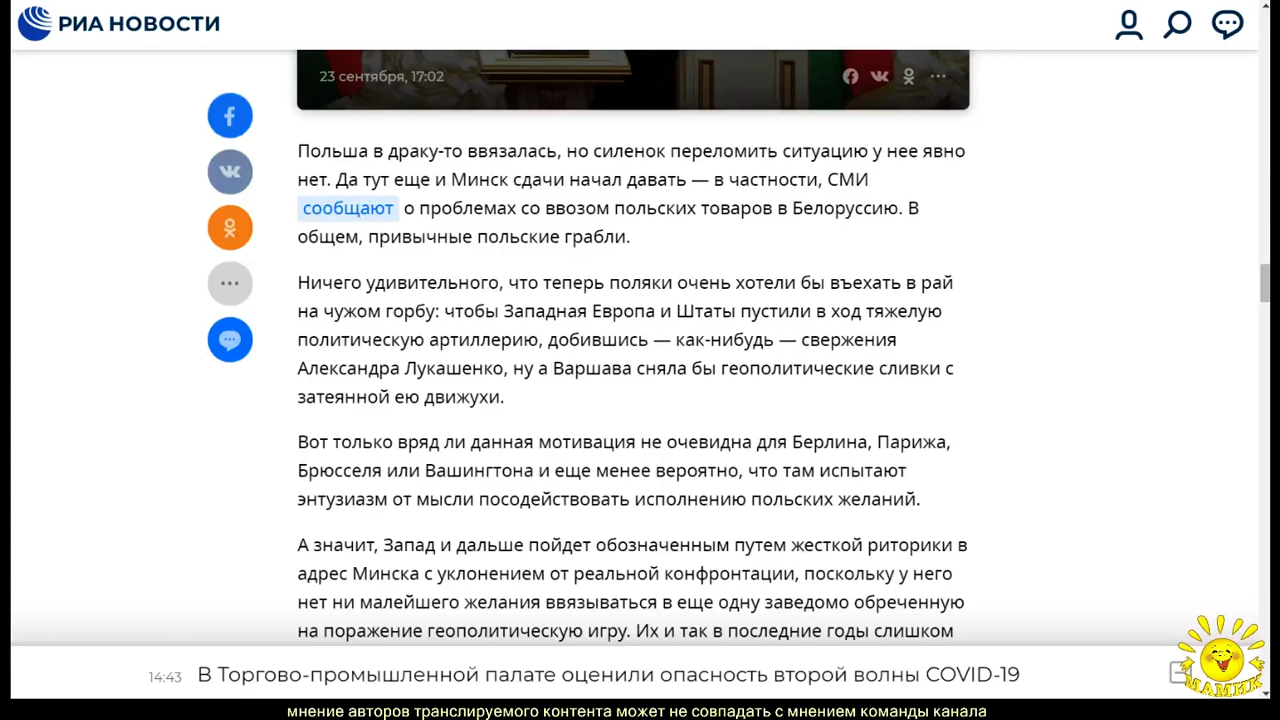 РИА НОВОСТИ
23 сентября, 17:02
Польша в драку-то ввязалась, но силенок переломить ситуацию у нее явно
нет. Да тут еще и Минск сдачи начал давать — в частности, СМИ
сообщают о проблемах со ввозом польских товаров в Белоруссию. В
общем, привычные польские грабли.
Ничего удивительного, что теперь поляки очень хотели бы въехать в рай
на чужом горбу: чтобы Западная Европа и Штаты пустили в ход тяжелую
политическую артиллерию, добившись — как-нибудь — свержения
Александра Лукашенко, ну а Варшава сняла бы геополитические сливки с
затеянной ею движухи.
Вот только вряд ли данная мотивация не очевидна для Берлина, Парижа,
Брюсселя или Вашингтона и еще менее вероятно, что там испытают
энтузиазм от мысли посодействовать исполнению польских желаний.
А значит, Запад и дальше пойдет обозначенным путем жесткой риторики в
адрес Минска с уклонением от реальной конфронтации, поскольку у него
нет ни малейшего желания ввязываться в еще одну заведомо обреченную
на поражение геополитическую игру. Их и так в последние годы слишком
14:43 В Торгово-промышленной палате оценили опасность второй волны COVID-19
МАМИК
мнение авторов транслируемого контента может не совпадать с мнением команды канала